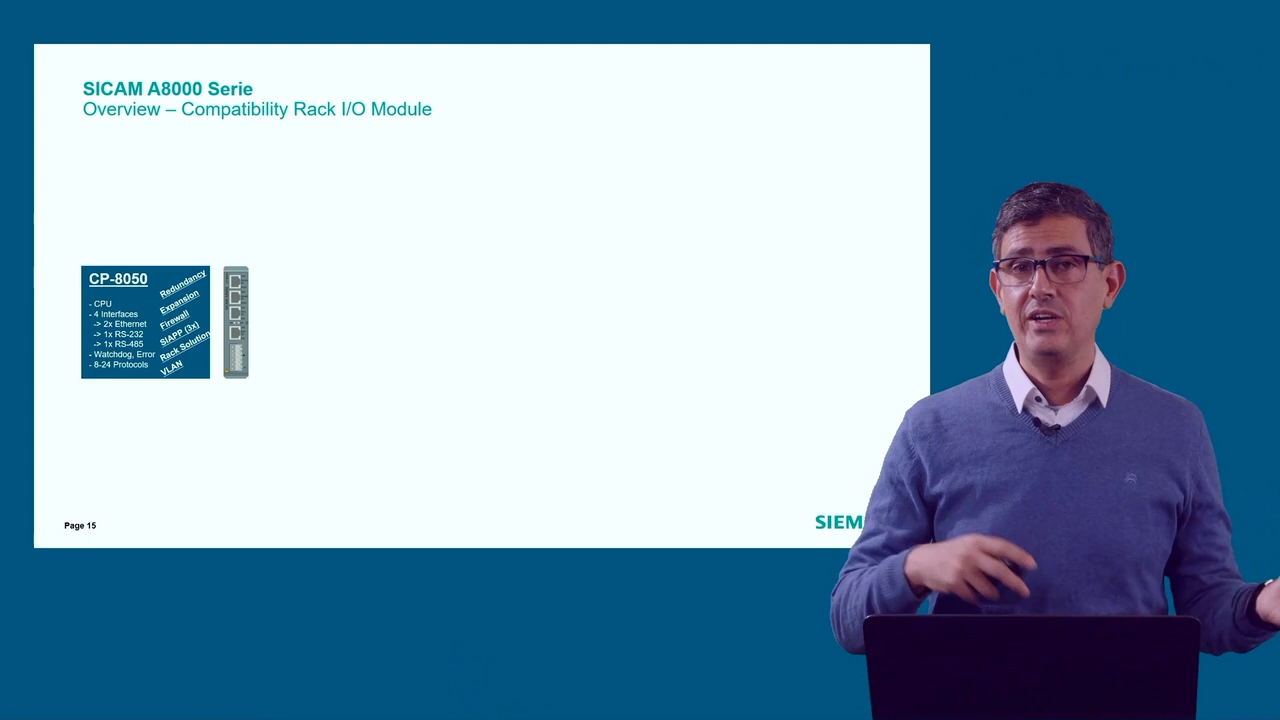 SICAM A8000 Serie
Overview – Compatibility Rack I/O Module
CP-8050
- CPU
- 4 Interfaces
-> 2x Ethernet
-> 1x RS-232
-> 1x RS-485
- Watchdog, Error
- 8-24 Protocols
Redundancy
Expansion
Firewall
SIAPP (3x)
Rack Solution
VLAN
Page 15
SIEM